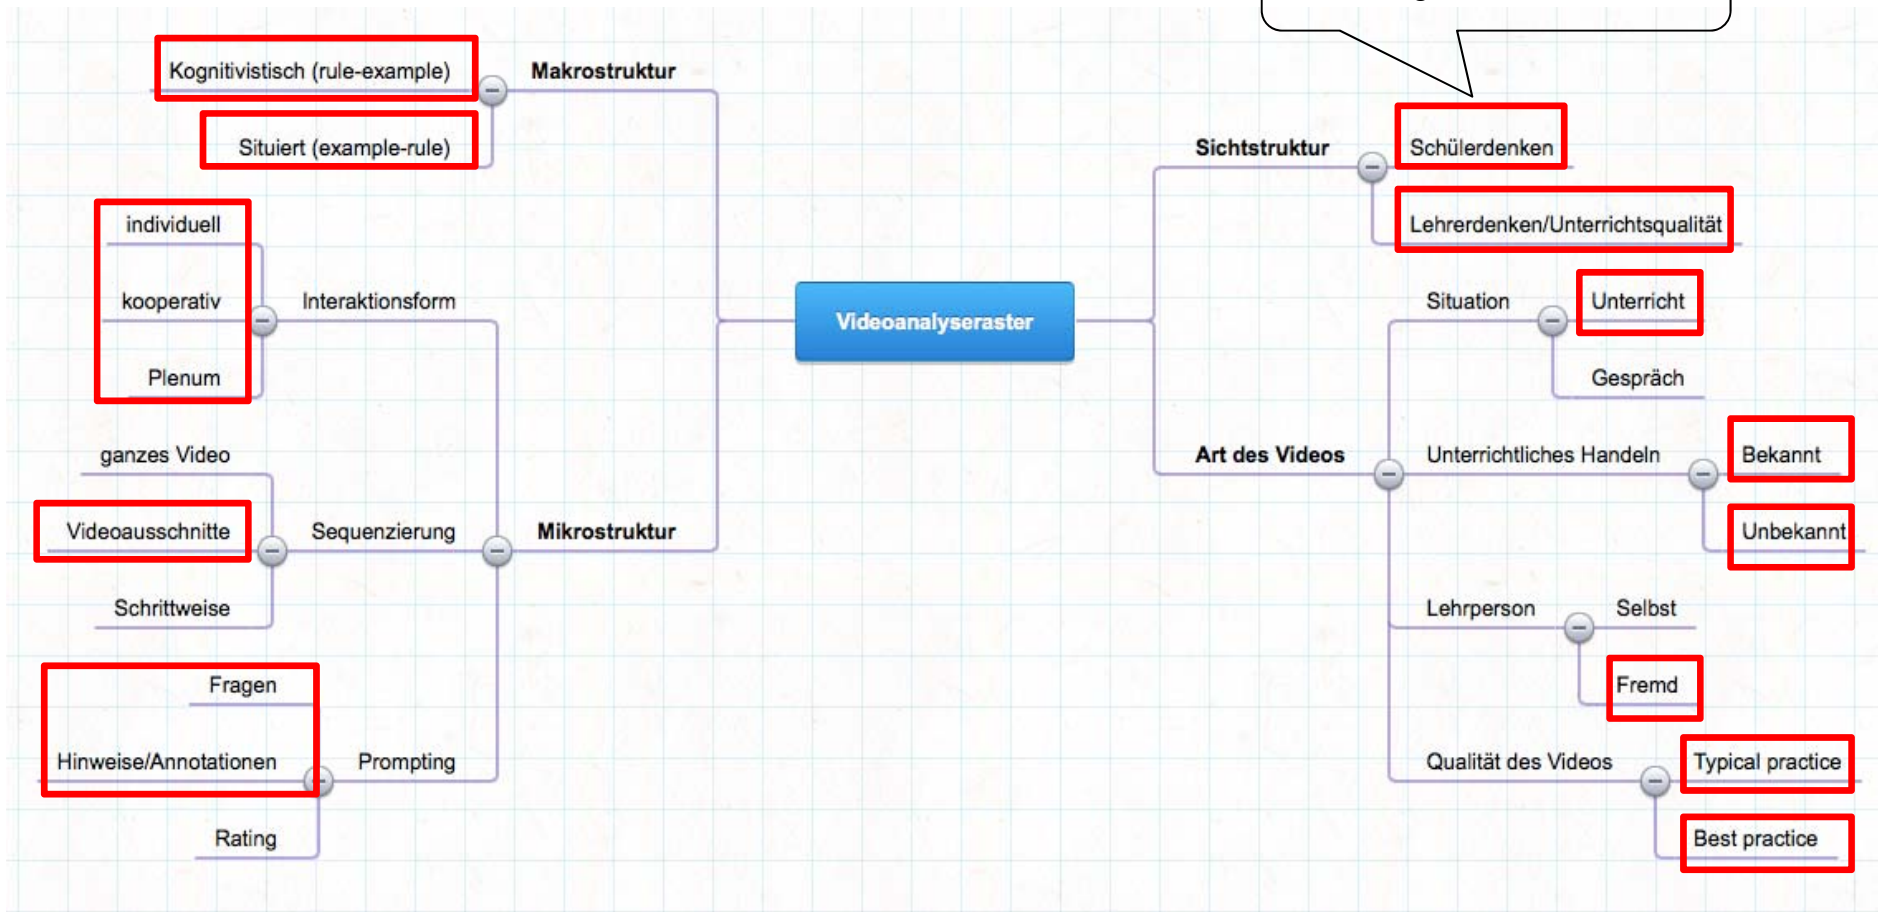 Kognitivistisch (rule-example)
Makrostruktur
Situiert (example-rule)
individuell
kooperativ
Interaktionsform
Plenum
ganzes Video
Videoausschnitte
Sequenzierung
Mikrostruktur
Schrittweise
Fragen
Hinweise/Annotationen
Prompting
Rating
Videoanalyseraster
Sichtstruktur
Schülerdenken
Lehrerdenken/Unterrichtsqualität
Situation
Unterricht
Gespräch
Art des Videos
Unterrichtliches Handeln
Bekannt
Unbekannt
Lehrperson
Selbst
Fremd
Qualität des Videos
Typical practice
Best practice